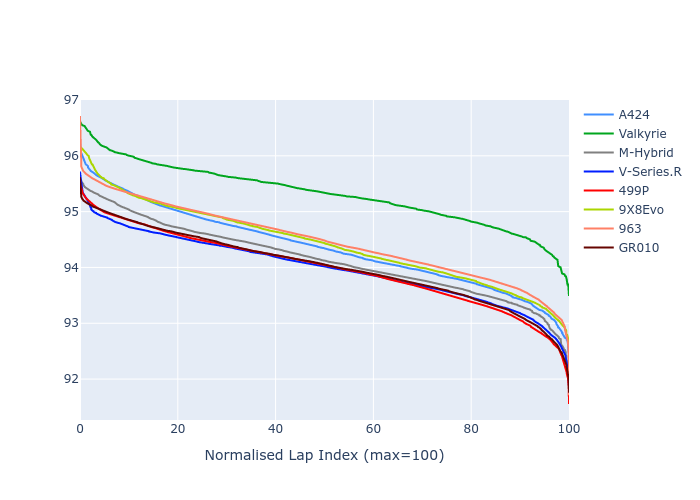 97
96
95
94
93
92
0 20 40 60 80 100
Normalised Lap Index (max=100)
A424
Valkyrie
M-Hybrid
V-Series.R
499P
9X8Evo
963
GR010